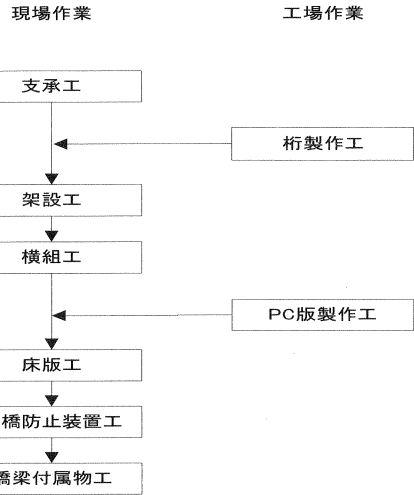 現場作業
工場作業
支承工
桁製作工
架設工
横組工
PC版製作工
床版工
橋防止装置工
橋梁付属物工